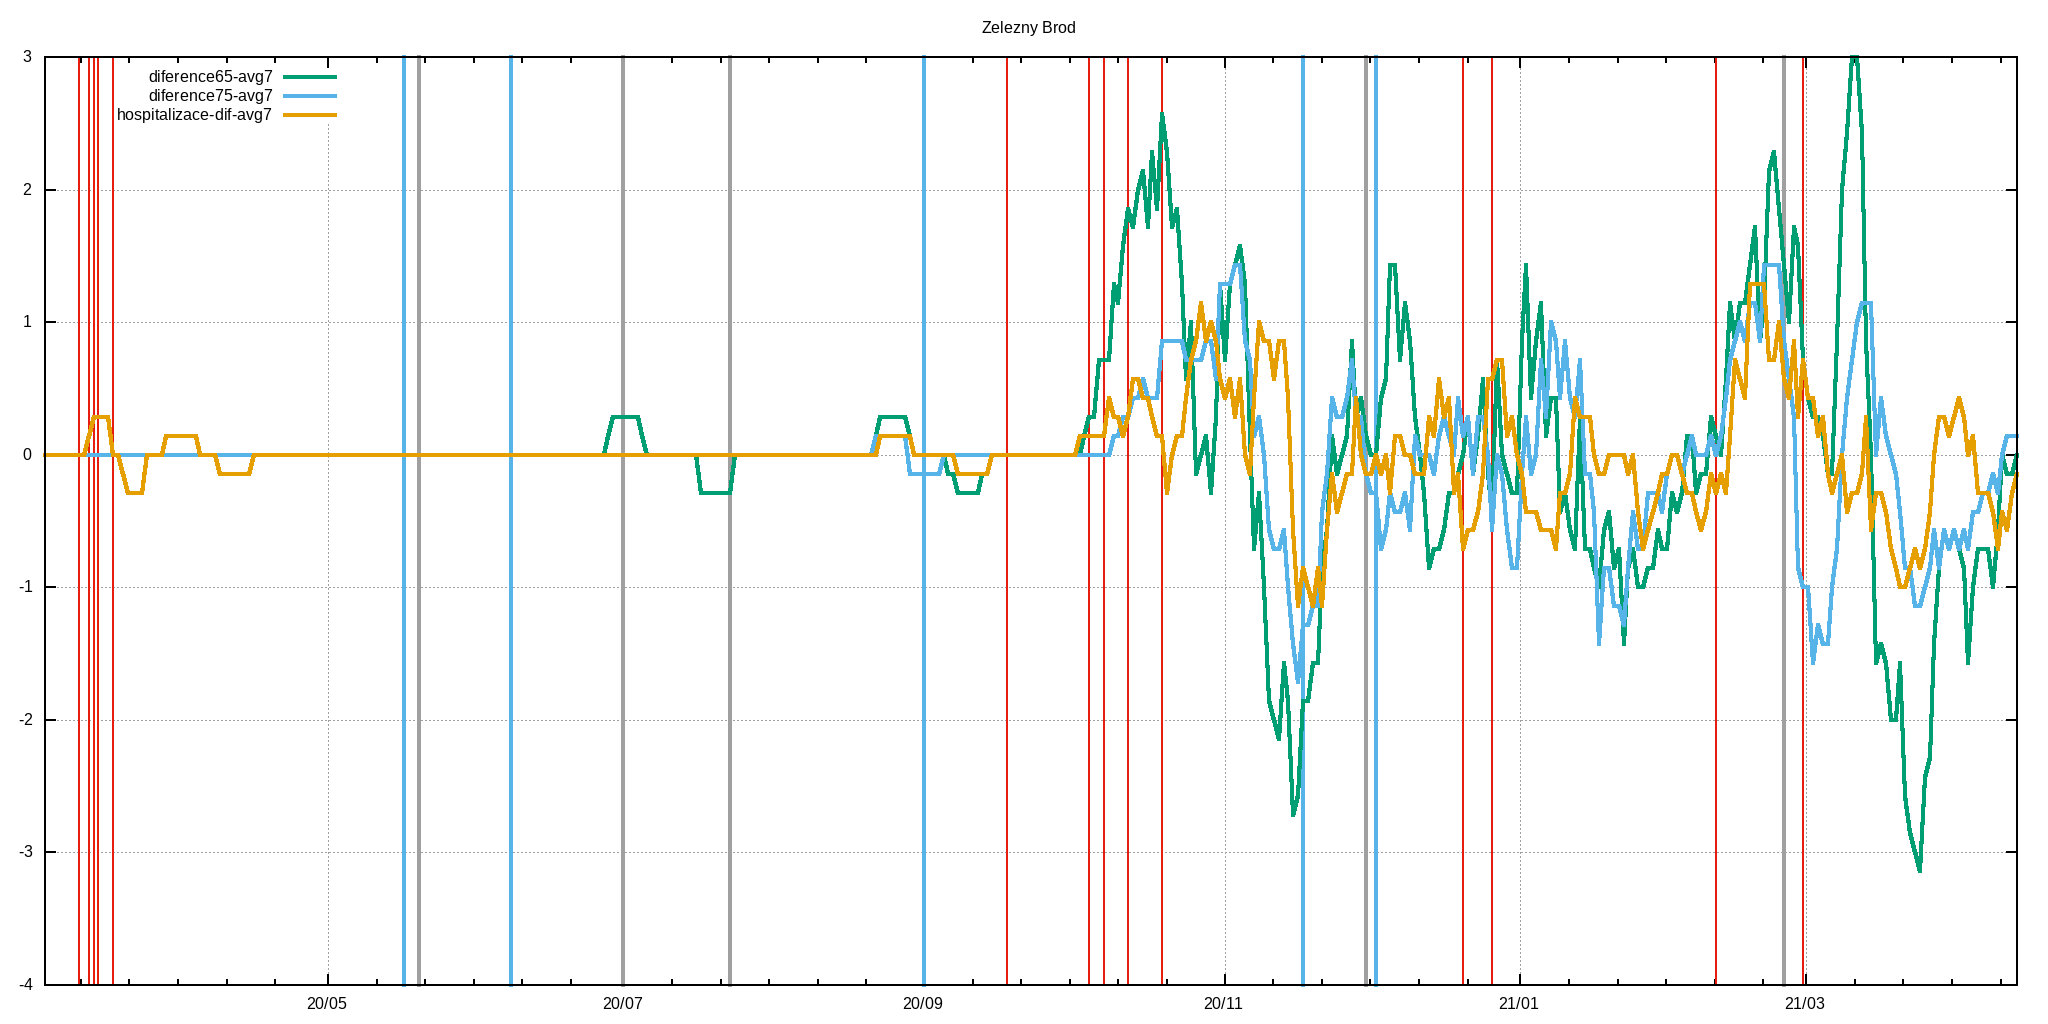 Zelezny Brod
3
diference65-avg7
diference75-avg7
hospitalizace-dif-avg7
2
1
0
-1
-2
-3
-4
20/05 20/07 20/09 20/11 21/01 21/03